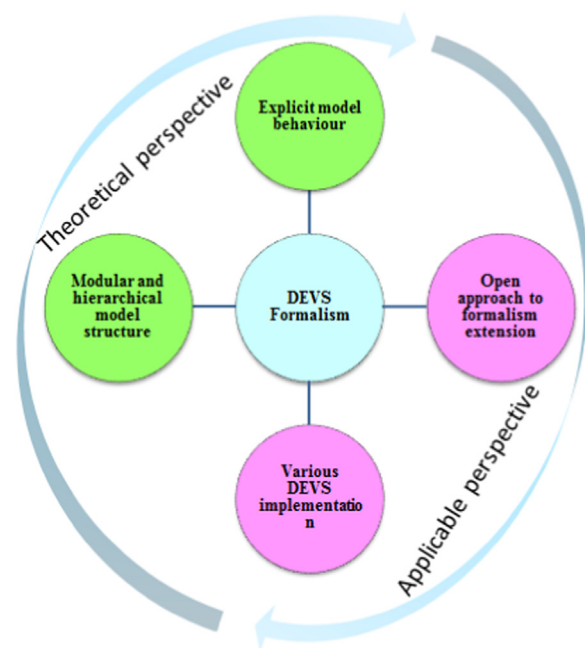 Theoretical perspective
Explicit model
behaviour
Modular and
hierarchical
model
structure
DEVS
Formalism
Open
approach to
formalism
extension
Various
DEVS
implementatio
n
Applicable perspective